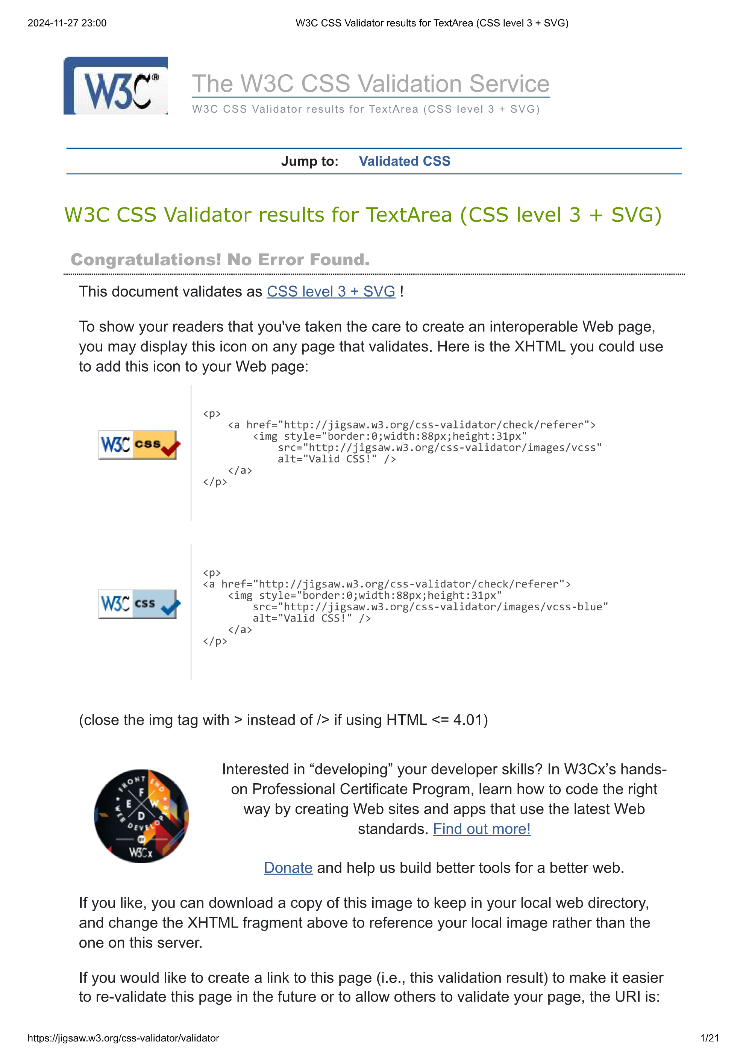 2024-11-27 23:00 W3C CSS Validator results for TextArea (CSS level 3 + SVG)
W3C®
The W3C CSS Validation Service
W3C CSS Validator results for TextArea (CSS level 3 + SVG)
Jump to: Validated CSS
W3C CSS Validator results for TextArea (CSS level 3 + SVG)
Congratulations! No Error Found.
This document validates as CSS level 3 + SVG !
To show your readers that you've taken the care to create an interoperable Web page,
you may display this icon on any page that validates. Here is the XHTML you could use
to add this icon to your Web page:
W3C css
<p>
<a href="http://jigsaw.w3.org/css-validator/check/referer">
<img style="border:0;width:88px;height:31px"
src="http://jigsaw.w3.org/css-validator/images/vcss"
alt="Valid CSS!" />
</a>
</p>
W3C css
<p>
<a href="http://jigsaw.w3.org/css-validator/check/referer">
<img style="border:0;width:88px;height:31px"
src="http://jigsaw.w3.org/css-validator/images/vcss-blue"
alt="Valid CSS!" />
</a>
</p>
(close the img tag with > instead of /> if using HTML <= 4.01)
FRONT END
WEB DEVELOPER
F E W D
W3Cx
Interested in “developing” your developer skills? In W3Cx’s hands-
on Professional Certificate Program, learn how to code the right
way by creating Web sites and apps that use the latest Web
standards. Find out more!
Donate and help us build better tools for a better web.
If you like, you can download a copy of this image to keep in your local web directory,
and change the XHTML fragment above to reference your local image rather than the
one on this server.
If you would like to create a link to this page (i.e., this validation result) to make it easier
to re-validate this page in the future or to allow others to validate your page, the URI is:
https://jigsaw.w3.org/css-validator/validator 1/21